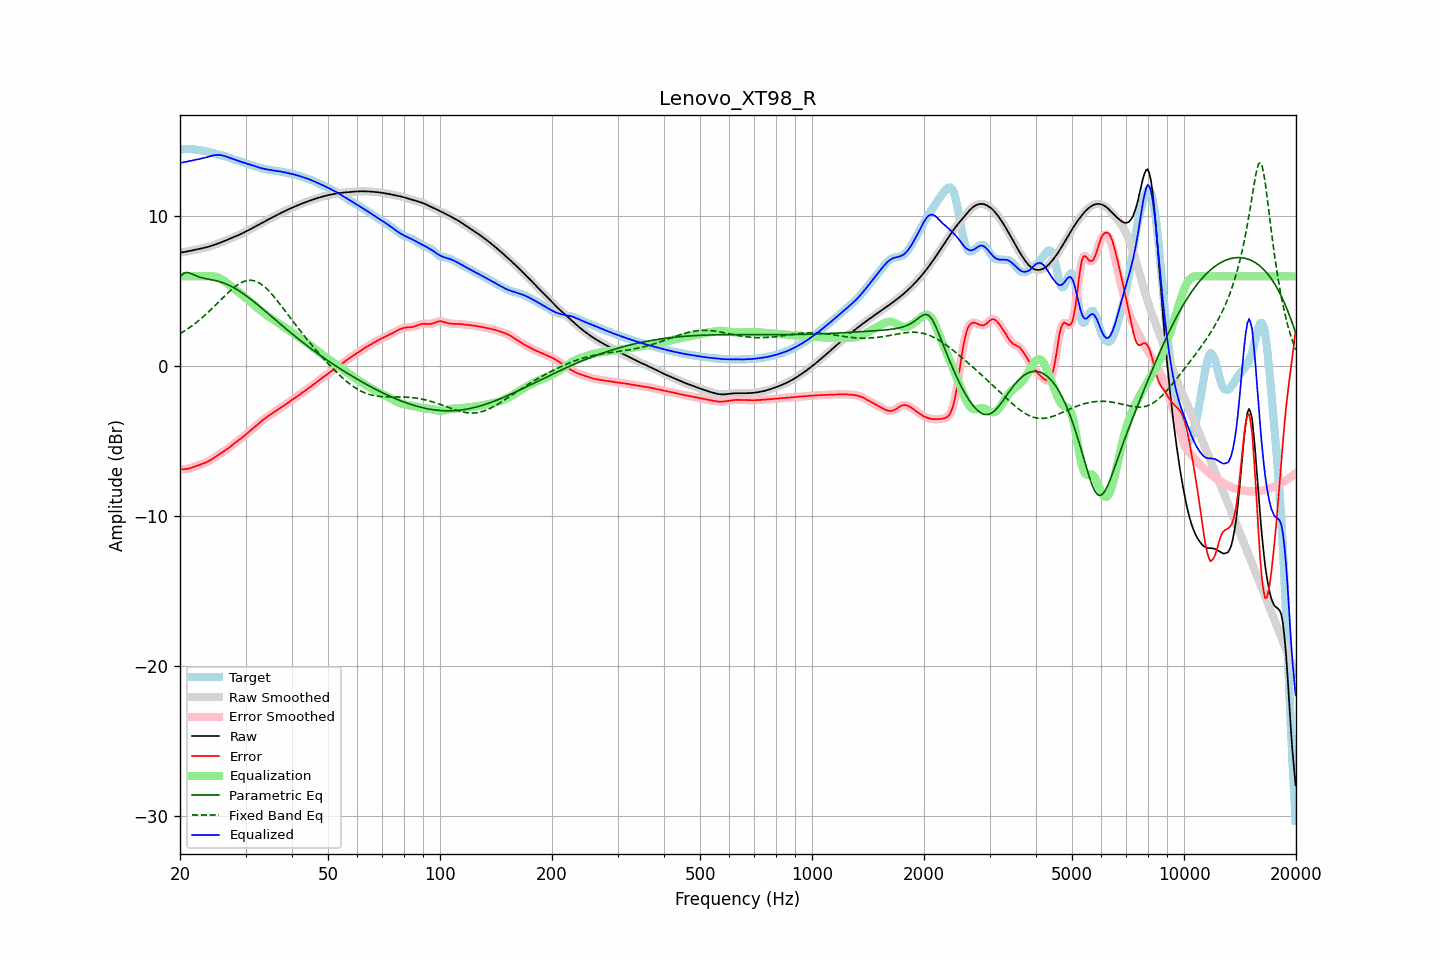 Lenovo_XT98_R
Amplitude (dBr)
10
0
−10
−20
−30
Target
Raw Smoothed
Error Smoothed
Raw
Error
Equalization
Parametric Eq
Fixed Band Eq
Equalized
20 50 100 200 500 1000 2000 5000 10000 20000
Frequency (Hz)